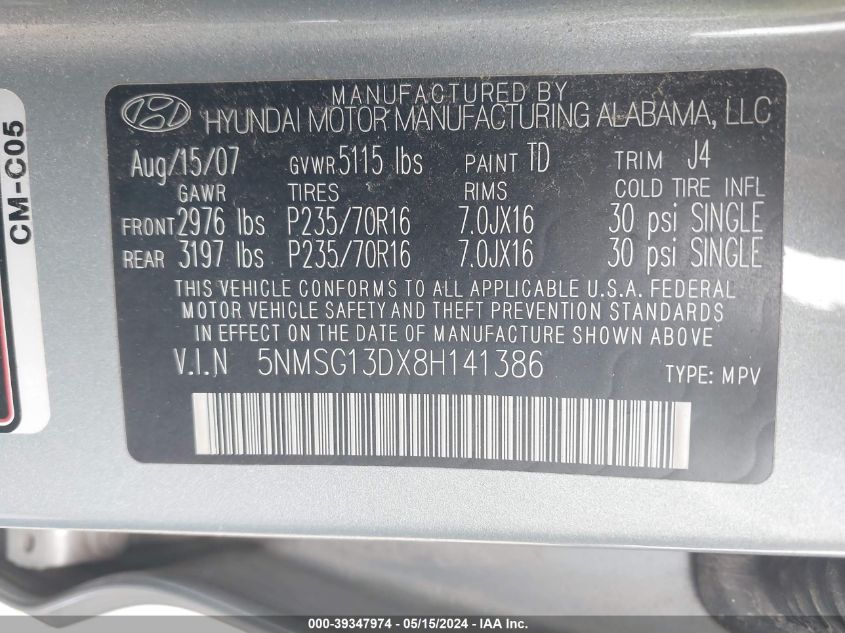 CM-C05
MANUFACTURED BY
HYUNDAI MOTOR MANUFACTURING ALABAMA, LLC
Aug/15/07 GVWR 5115 lbs PAINT TD TRIM J4
GAWR TIRES RIMS COLD TIRE INFL
FRONT 2976 lbs P235/70R16 7.0JX16 30 psi SINGLE
REAR 3197 lbs P235/70R16 7.0JX16 30 psi SINGLE
THIS VEHICLE CONFORMS TO ALL APPLICABLE U.S.A. FEDERAL
MOTOR VEHICLE SAFETY AND THEFT PREVENTION STANDARDS
IN EFFECT ON THE DATE OF MANUFACTURE SHOWN ABOVE
V.I.N 5NMSG13DX8H141386 TYPE: MPV
000-39347974 - 05/15/2024 - IAA Inc.